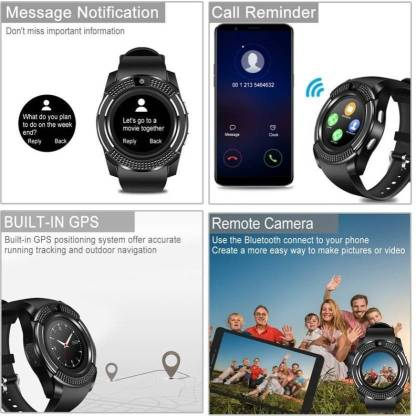 Message Notification
Don't miss important information
What do you plan
to do on the week
end?
Reply Back
Let's go to a
movie together
Reply Back
Call Reminder
00 1 213 5464632
Message Clock
BUILT-IN GPS
Built-in GPS positioning system offer accurate
running tracking and outdoor navigation
Remote Camera
Use the Bluetooth connect to your phone
Create a more easy way to make pictures or video